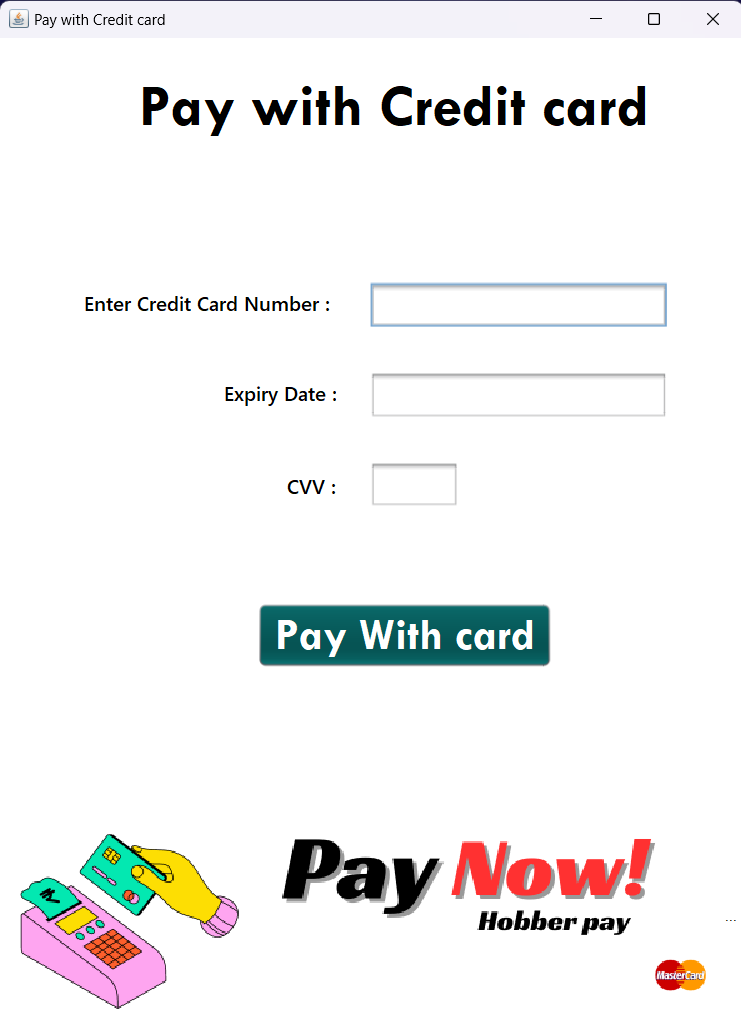 Pay with Credit card
Pay with Credit card
Enter Credit Card Number :
Expiry Date :
CVV :
Pay With card
Pay Now!
Hobber pay
...
MasterCard